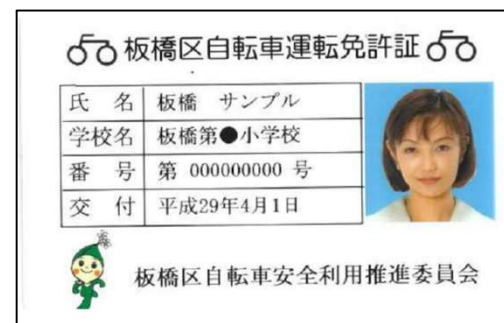 板橋区自転車運転免許証
氏 名 板橋 サンプル
学校名 板橋第●小学校
番 号 第 000000000 号
交 付 平成29年4月1日
板橋区自転車安全利用推進委員会